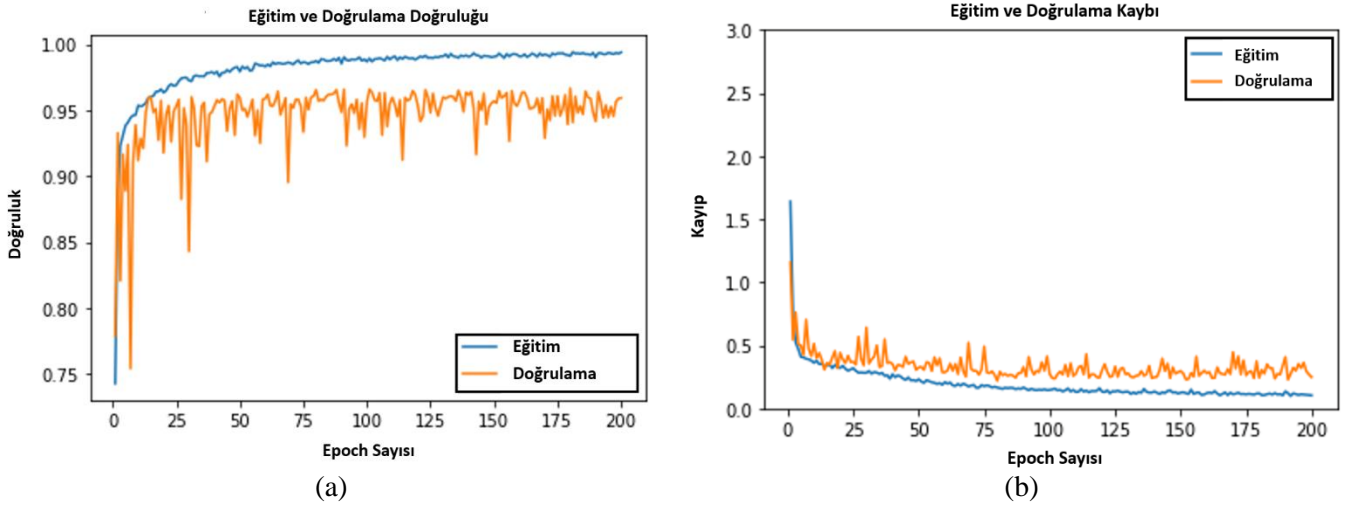 Eğitim ve Doğrulama Doğruluğu
1.00
0.95
0.90
0.85
0.80
0.75
Doğruluk
Eğitim
Doğrulama
0
25
50
75
100
125
150
175
200
Epoch Sayısı
(a)
Eğitim ve Doğrulama Kaybı
3.0
2.5
2.0
1.5
1.0
0.5
0.0
Kayıp
Eğitim
Doğrulama
0
25
50
75
100
125
150
175
200
Epoch Sayısı
(b)